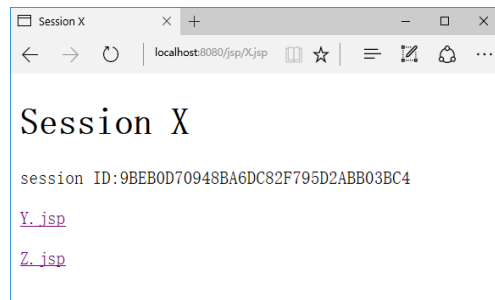 Session X
localhost:8080/jsp/X.jsp
Session X
session ID:9BEB0D70948BA6DC82F795D2ABB03BC4
Y.jsp
Z.jsp